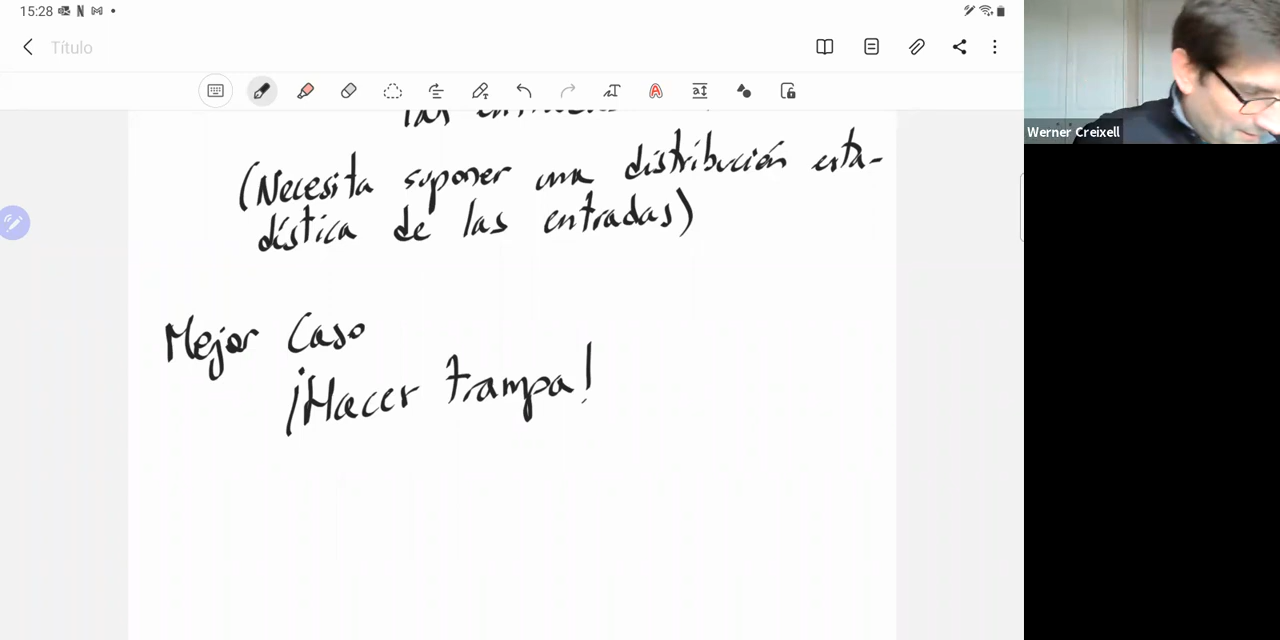 15:28
Título
Werner Creixell
(Necesita suponer una distribución esta-
dística de las entradas)
Mejor Caso
¡Hacer trampa!